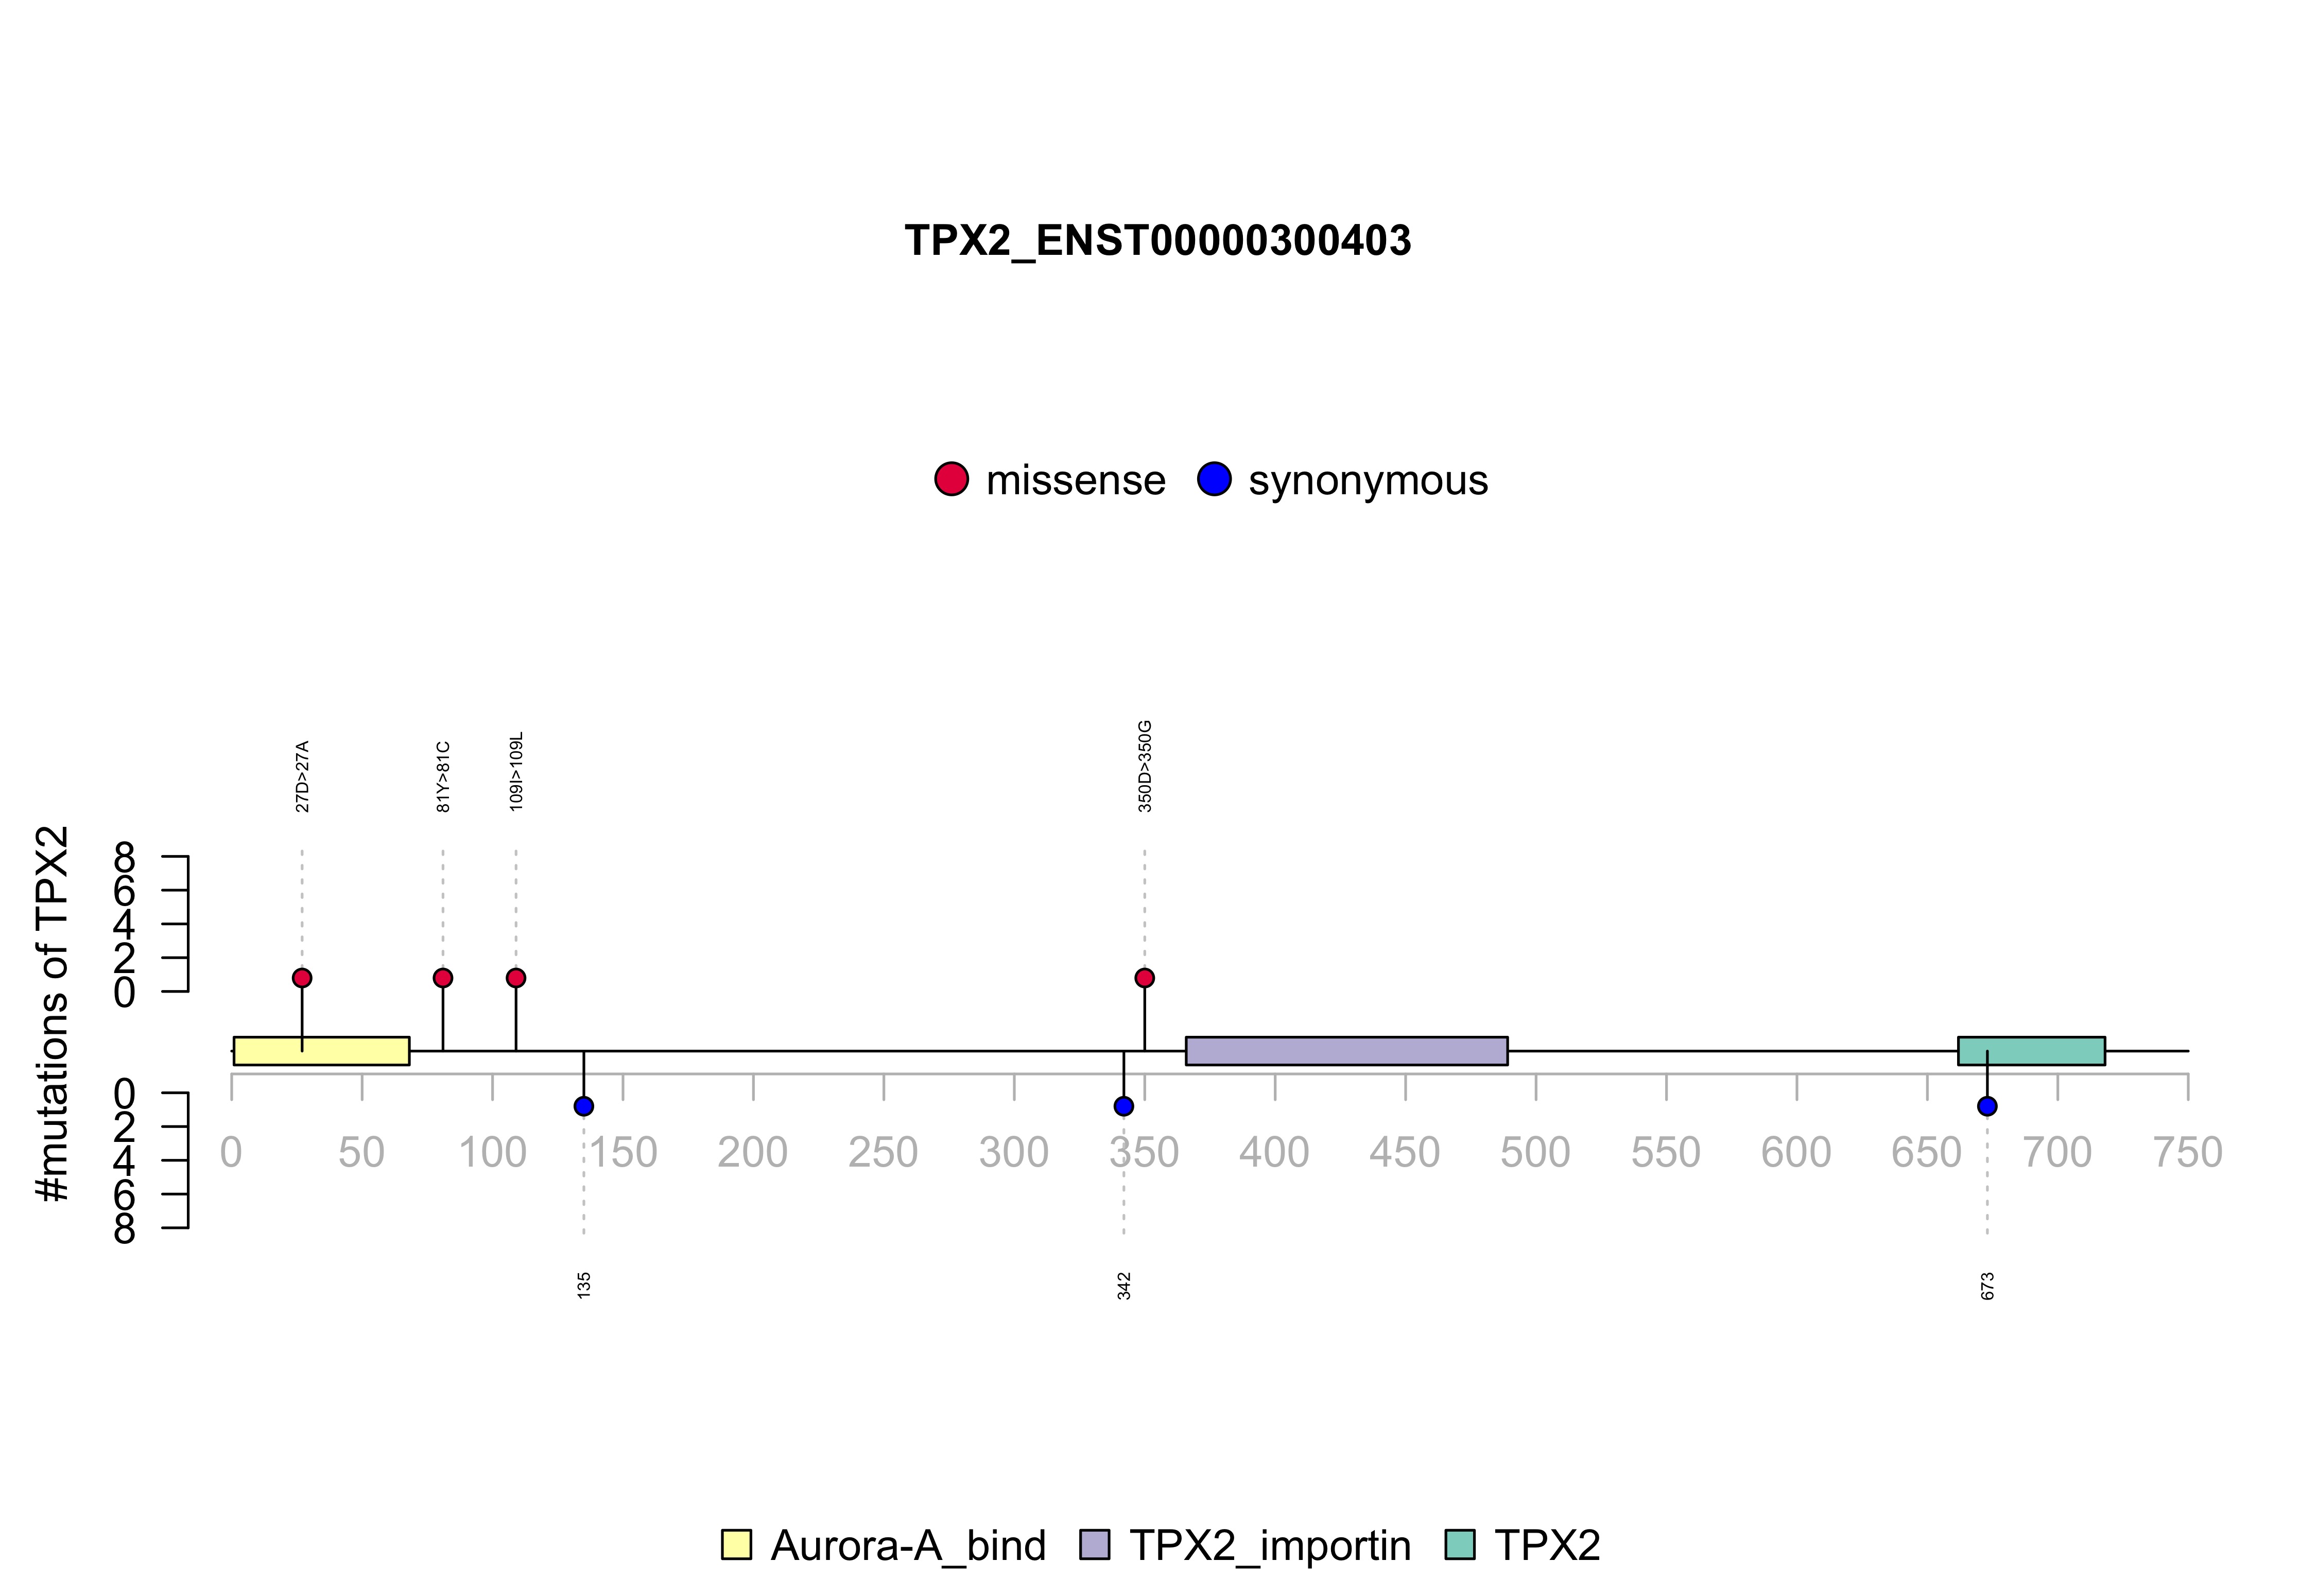 TPX2_ENST00000300403
missense synonymous
27D>27A
81Y>81C
109I>109L
350D>350G
#mutations of TPX2
8
6
4
2
0
0
2
4
6
8
0 50 100 150 200 250 300 350 400 450 500 550 600 650 700 750
135
342
673
Aurora-A_bind TPX2_importin TPX2